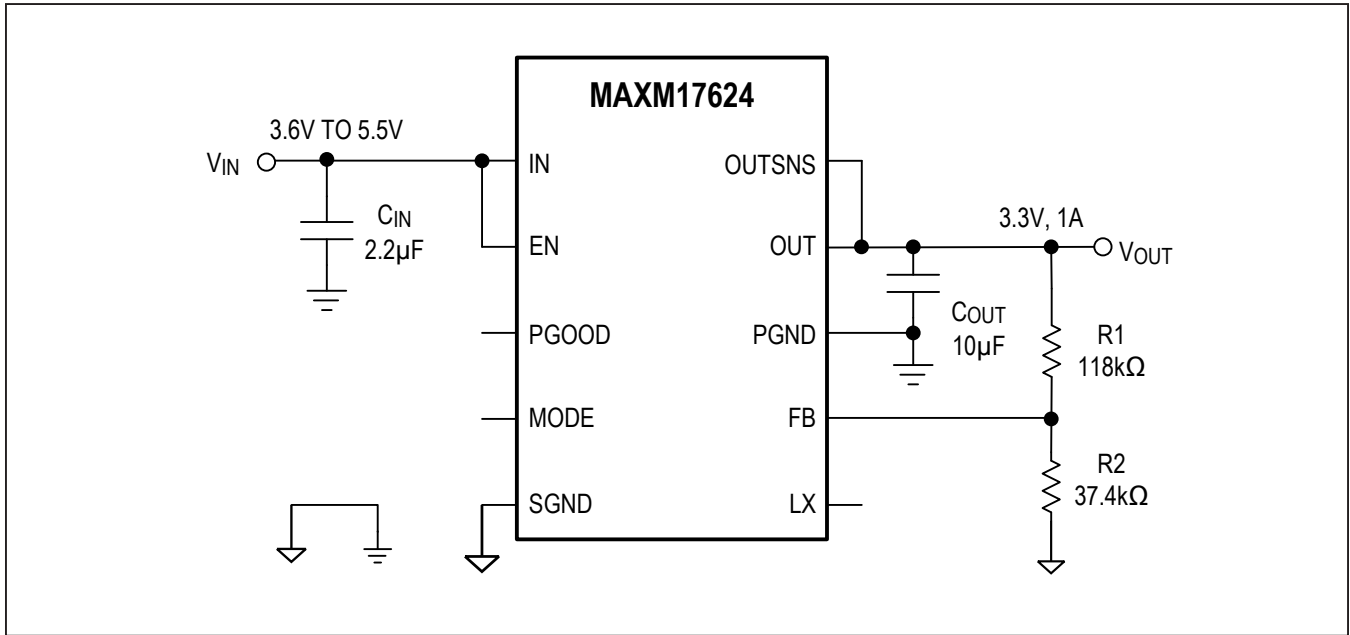 MAXM17624
3.6V TO 5.5V
VIN
IN
OUTSNS
CIN
2.2µF
EN
OUT
3.3V, 1A
VOUT
PGOOD
PGND
COUT
10µF
R1
118kΩ
MODE
FB
SGND
LX
R2
37.4kΩ